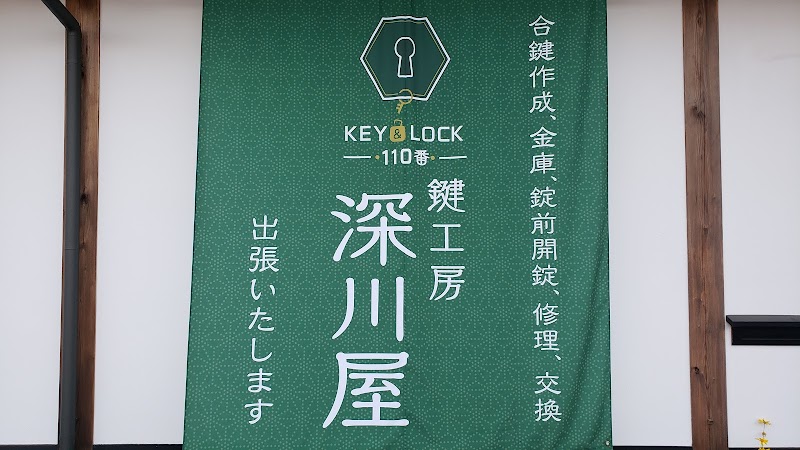 KEY & LOCK
110番
合鍵作成、金庫、錠前開錠、修理、交換
鍵工房
深川屋
出張いたします